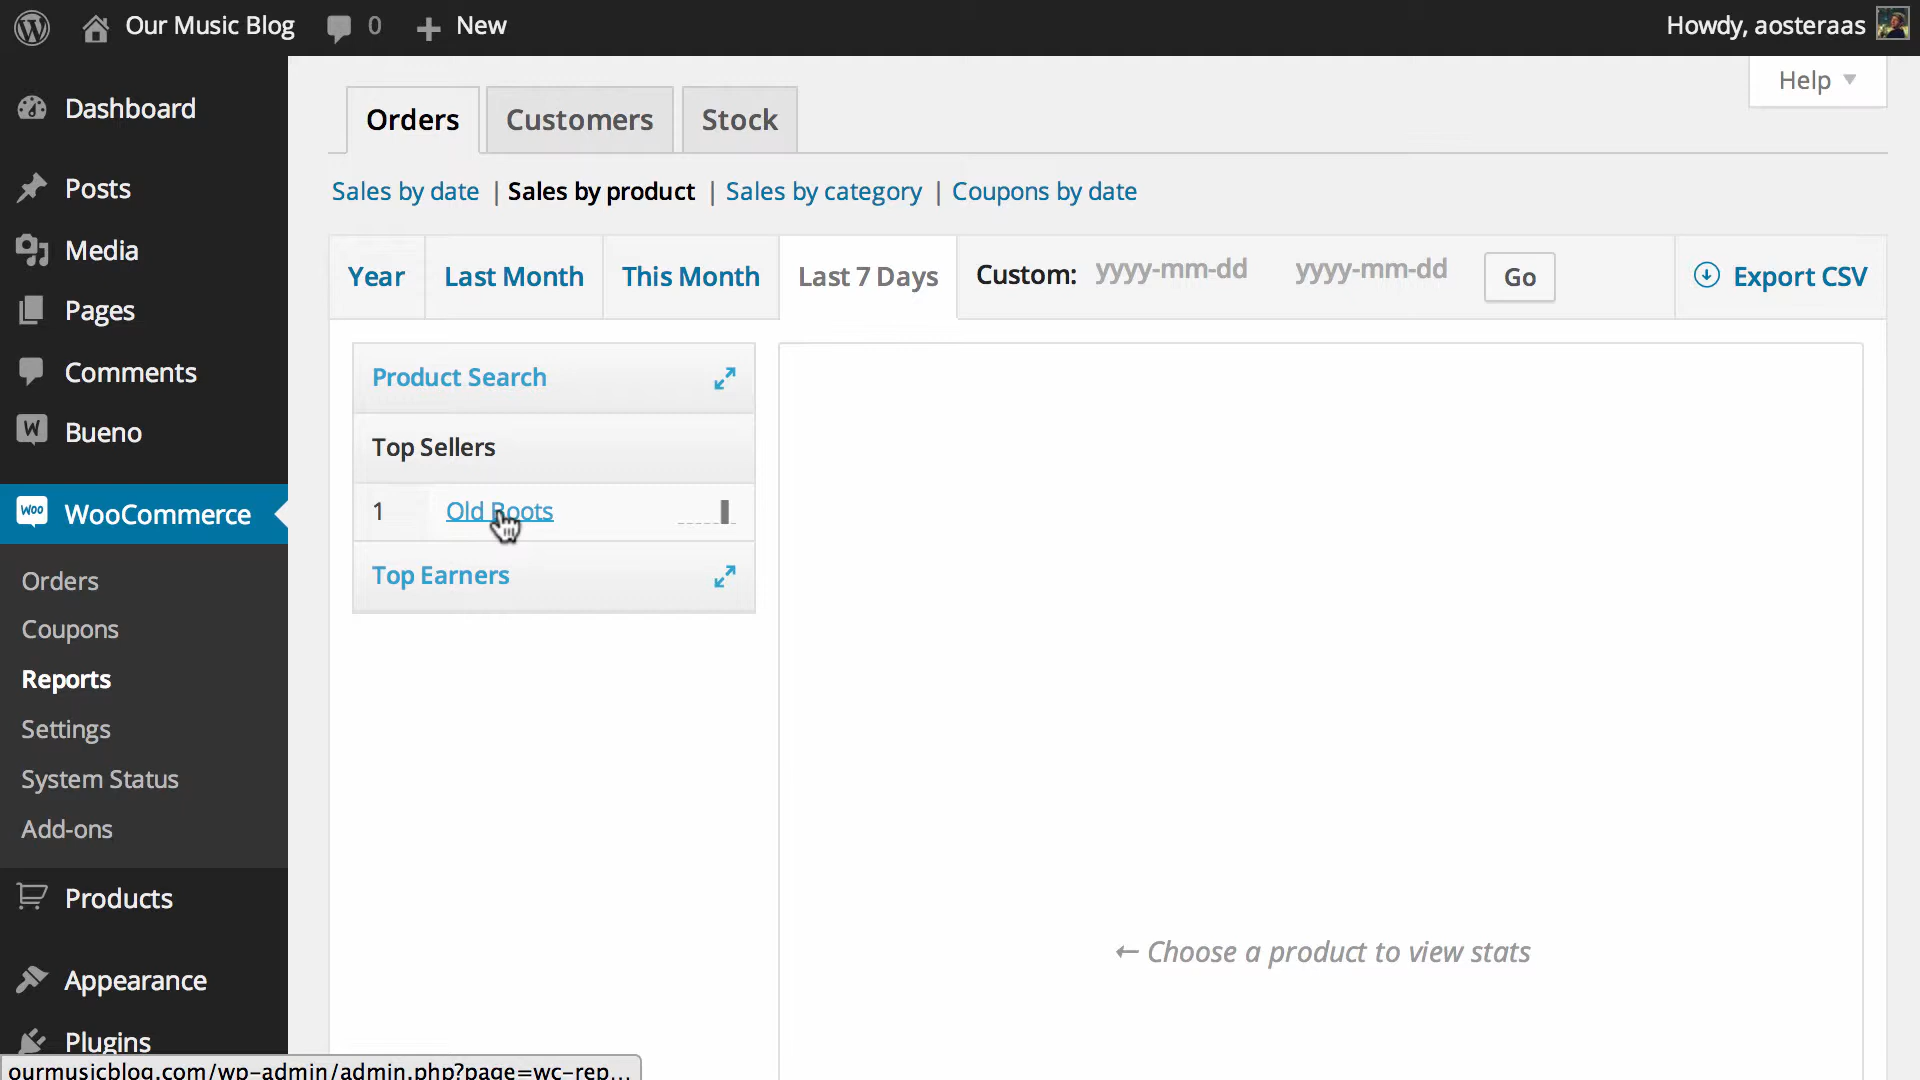 Our Music Blog 0 + New Howdy, aosteraas
Help
Dashboard
Posts
Media
Pages
Comments
Bueno
WooCommerce
Orders
Coupons
Reports
Settings
System Status
Add-ons
Products
Appearance
Plugins
Orders Customers Stock
Sales by date | Sales by product | Sales by category | Coupons by date
Year Last Month This Month Last 7 Days Custom: yyyy-mm-dd yyyy-mm-dd Go Export CSV
Product Search
Top Sellers
1 Old Roots
Top Earners
← Choose a product to view stats
ourmusicblog.com/wp-admin/admin.php?page=wc-rep...